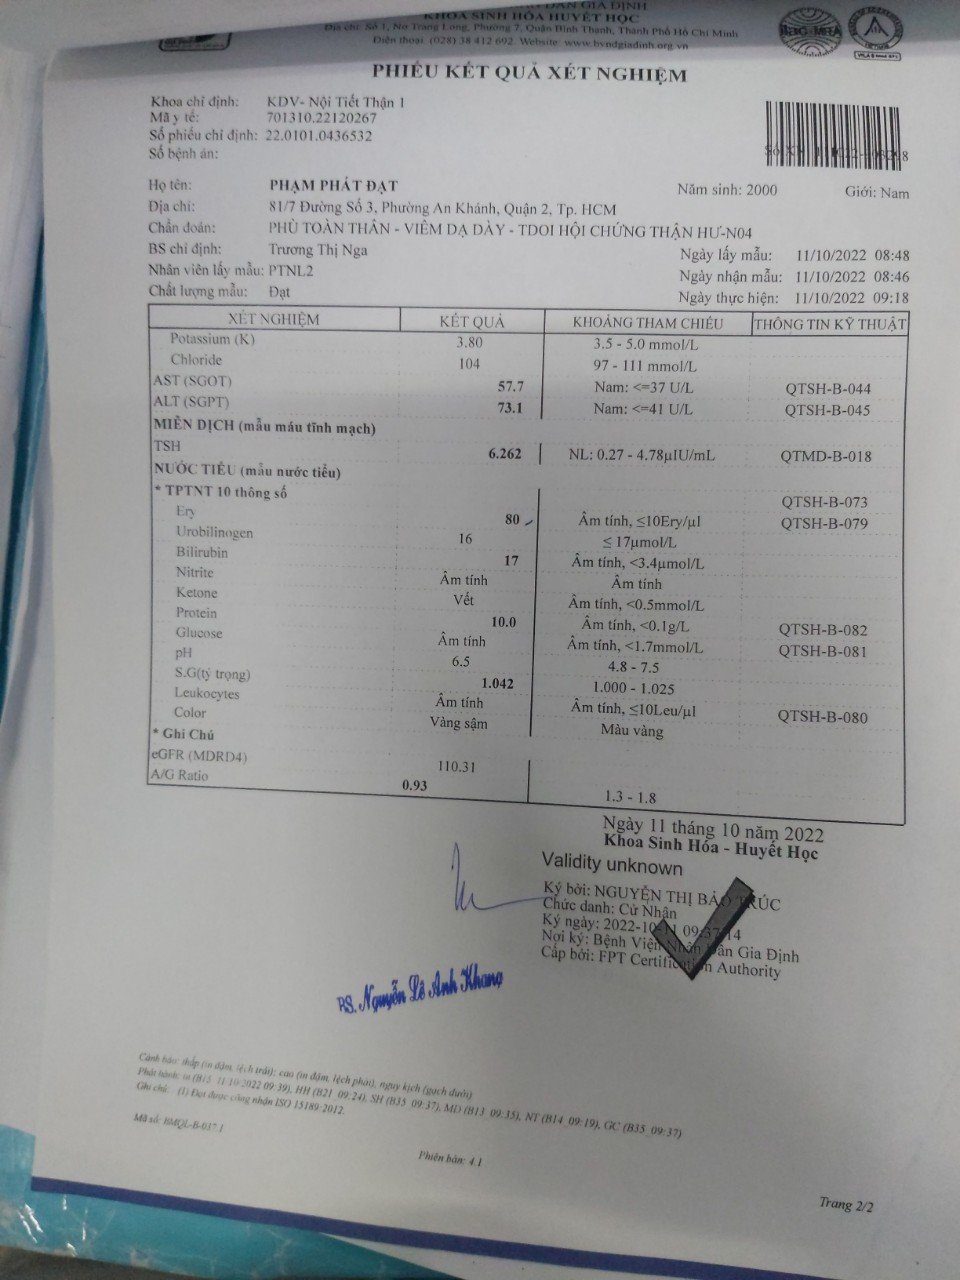 DÂN GIA ĐỊNH
KHOA SINH HÓA HUYẾT HỌC
Địa chỉ: Số 1, Nơ Trang Long, Phường 7, Quận Bình Thạnh, Thành Phố Hồ Chí Minh
Điện thoại: (028) 38 412 692. Website: www.bvndgiadinh.org.vn
PHIẾU KẾT QUẢ XÉT NGHIỆM
Khoa chỉ định: KDV- Nội Tiết Thận 1
Mã y tế: 701310.22120267
Số phiếu chỉ định: 22.0101.0436532
Số bệnh án:
Họ tên: PHẠM PHÁT ĐẠT Năm sinh: 2000 Giới: Nam
Địa chỉ: 81/7 Đường Số 3, Phường An Khánh, Quận 2, Tp. HCM
Chẩn đoán: PHÙ TOÀN THÂN - VIÊM DẠ DÀY - TDOI HỘI CHỨNG THẬN HƯ-N04
BS chỉ định: Trương Thị Nga Ngày lấy mẫu: 11/10/2022 08:48
Nhân viên lấy mẫu: PTNL2 Ngày nhận mẫu: 11/10/2022 08:46
Chất lượng mẫu: Đạt Ngày thực hiện: 11/10/2022 09:18
XÉT NGHIỆM KẾT QUẢ KHOẢNG THAM CHIẾU THÔNG TIN KỸ THUẬT
Potassium (K) 3.80 3.5 - 5.0 mmol/L
Chloride 104 97 - 111 mmol/L
AST (SGOT) 57.7 Nam: <=37 U/L QTSH-B-044
ALT (SGPT) 73.1 Nam: <=41 U/L QTSH-B-045
MIỄN DỊCH (mẫu máu tĩnh mạch)
TSH 6.262 NL: 0.27 - 4.78µIU/mL QTMD-B-018
NƯỚC TIỂU (mẫu nước tiểu)
* TPTNT 10 thông số QTSH-B-073
Ery 80 Âm tính, ≤10Ery/µl QTSH-B-079
Urobilinogen 16 ≤ 17µmol/L
Bilirubin 17 Âm tính, <3.4µmol/L
Nitrite Âm tính Âm tính
Ketone Vết Âm tính, <0.5mmol/L
Protein 10.0 Âm tính, <0.1g/L QTSH-B-082
Glucose Âm tính Âm tính, <1.7mmol/L QTSH-B-081
pH 6.5 4.8 - 7.5
S.G(tỷ trọng) 1.042 1.000 - 1.025
Leukocytes Âm tính Âm tính, ≤10Leu/µl QTSH-B-080
Color Vàng sậm Màu vàng
* Ghi Chú
eGFR (MDRD4) 110.31
A/G Ratio 0.93 1.3 - 1.8
Ngày 11 tháng 10 năm 2022
Khoa Sinh Hóa - Huyết Học
Validity unknown
Ký bởi: NGUYỄN THỊ BẢO TRÚC
Chức danh: Cử Nhân
Ký ngày: 2022-10-11 09:37:14
Nơi ký: Bệnh Viện Nhân Dân Gia Định
Cấp bởi: FPT Certification Authority
BS. Nguyễn Lê Anh Khang
Cảnh báo: thấp (in đậm, lệch trái); cao (in đậm, lệch phải), nguy kịch (gạch dưới)
Phát hành: (B13 11/10/2022 09:39), HH (B21 09:24), SH (B35 09:37), MD (B13 09:35), NT (B14 09:19), GC (B35 09:37)
Ghi chú: (1) Đạt được công nhận ISO 15189:2012.
Mã số: BMQL-B-037.1
Phiên bản: 4.1
Trang 2/2